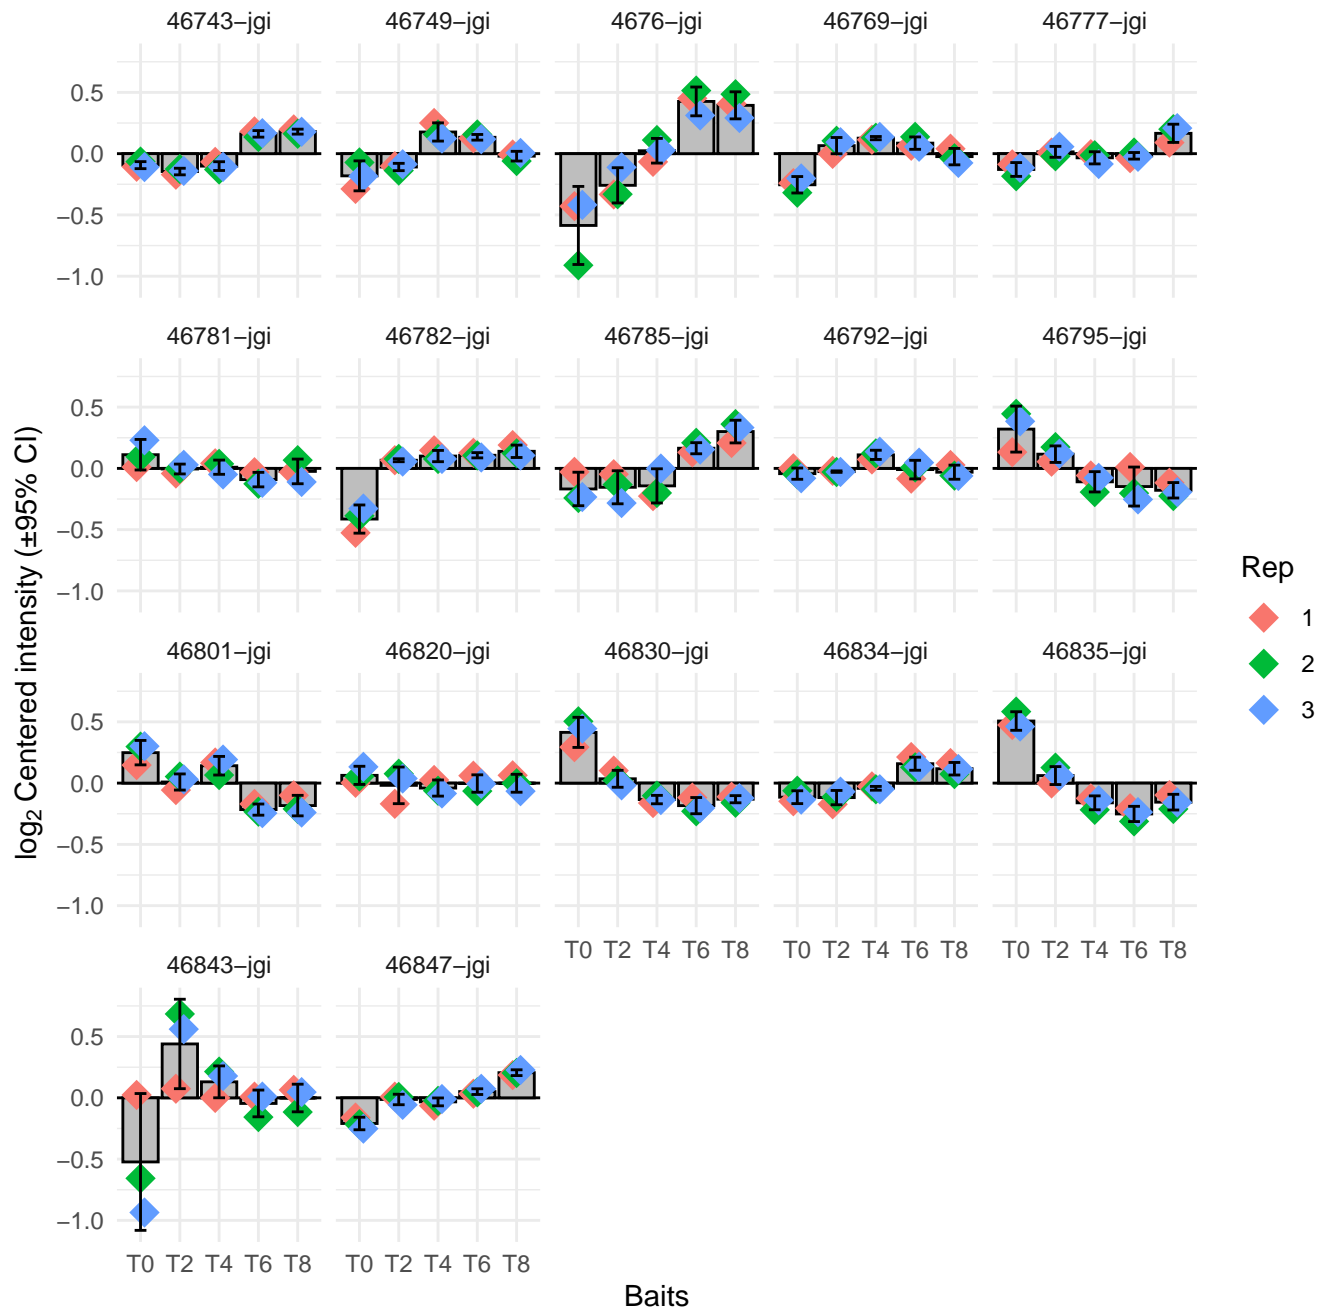 46743−jgi 46749−jgi 4676−jgi 46769−jgi 46777−jgi
0.5
0.0
−0.5
−1.0
46781−jgi 46782−jgi 46785−jgi 46792−jgi 46795−jgi
0.5
0.0
−0.5
−1.0
46801−jgi 46820−jgi 46830−jgi 46834−jgi 46835−jgi
0.5
0.0
−0.5
−1.0
T0 T2 T4 T6 T8 T0 T2 T4 T6 T8 T0 T2 T4 T6 T8
46843−jgi 46847−jgi
0.5
0.0
−0.5
−1.0
T0 T2 T4 T6 T8 T0 T2 T4 T6 T8
Baits
log₂ Centered intensity (±95% CI)
Rep
1
2
3